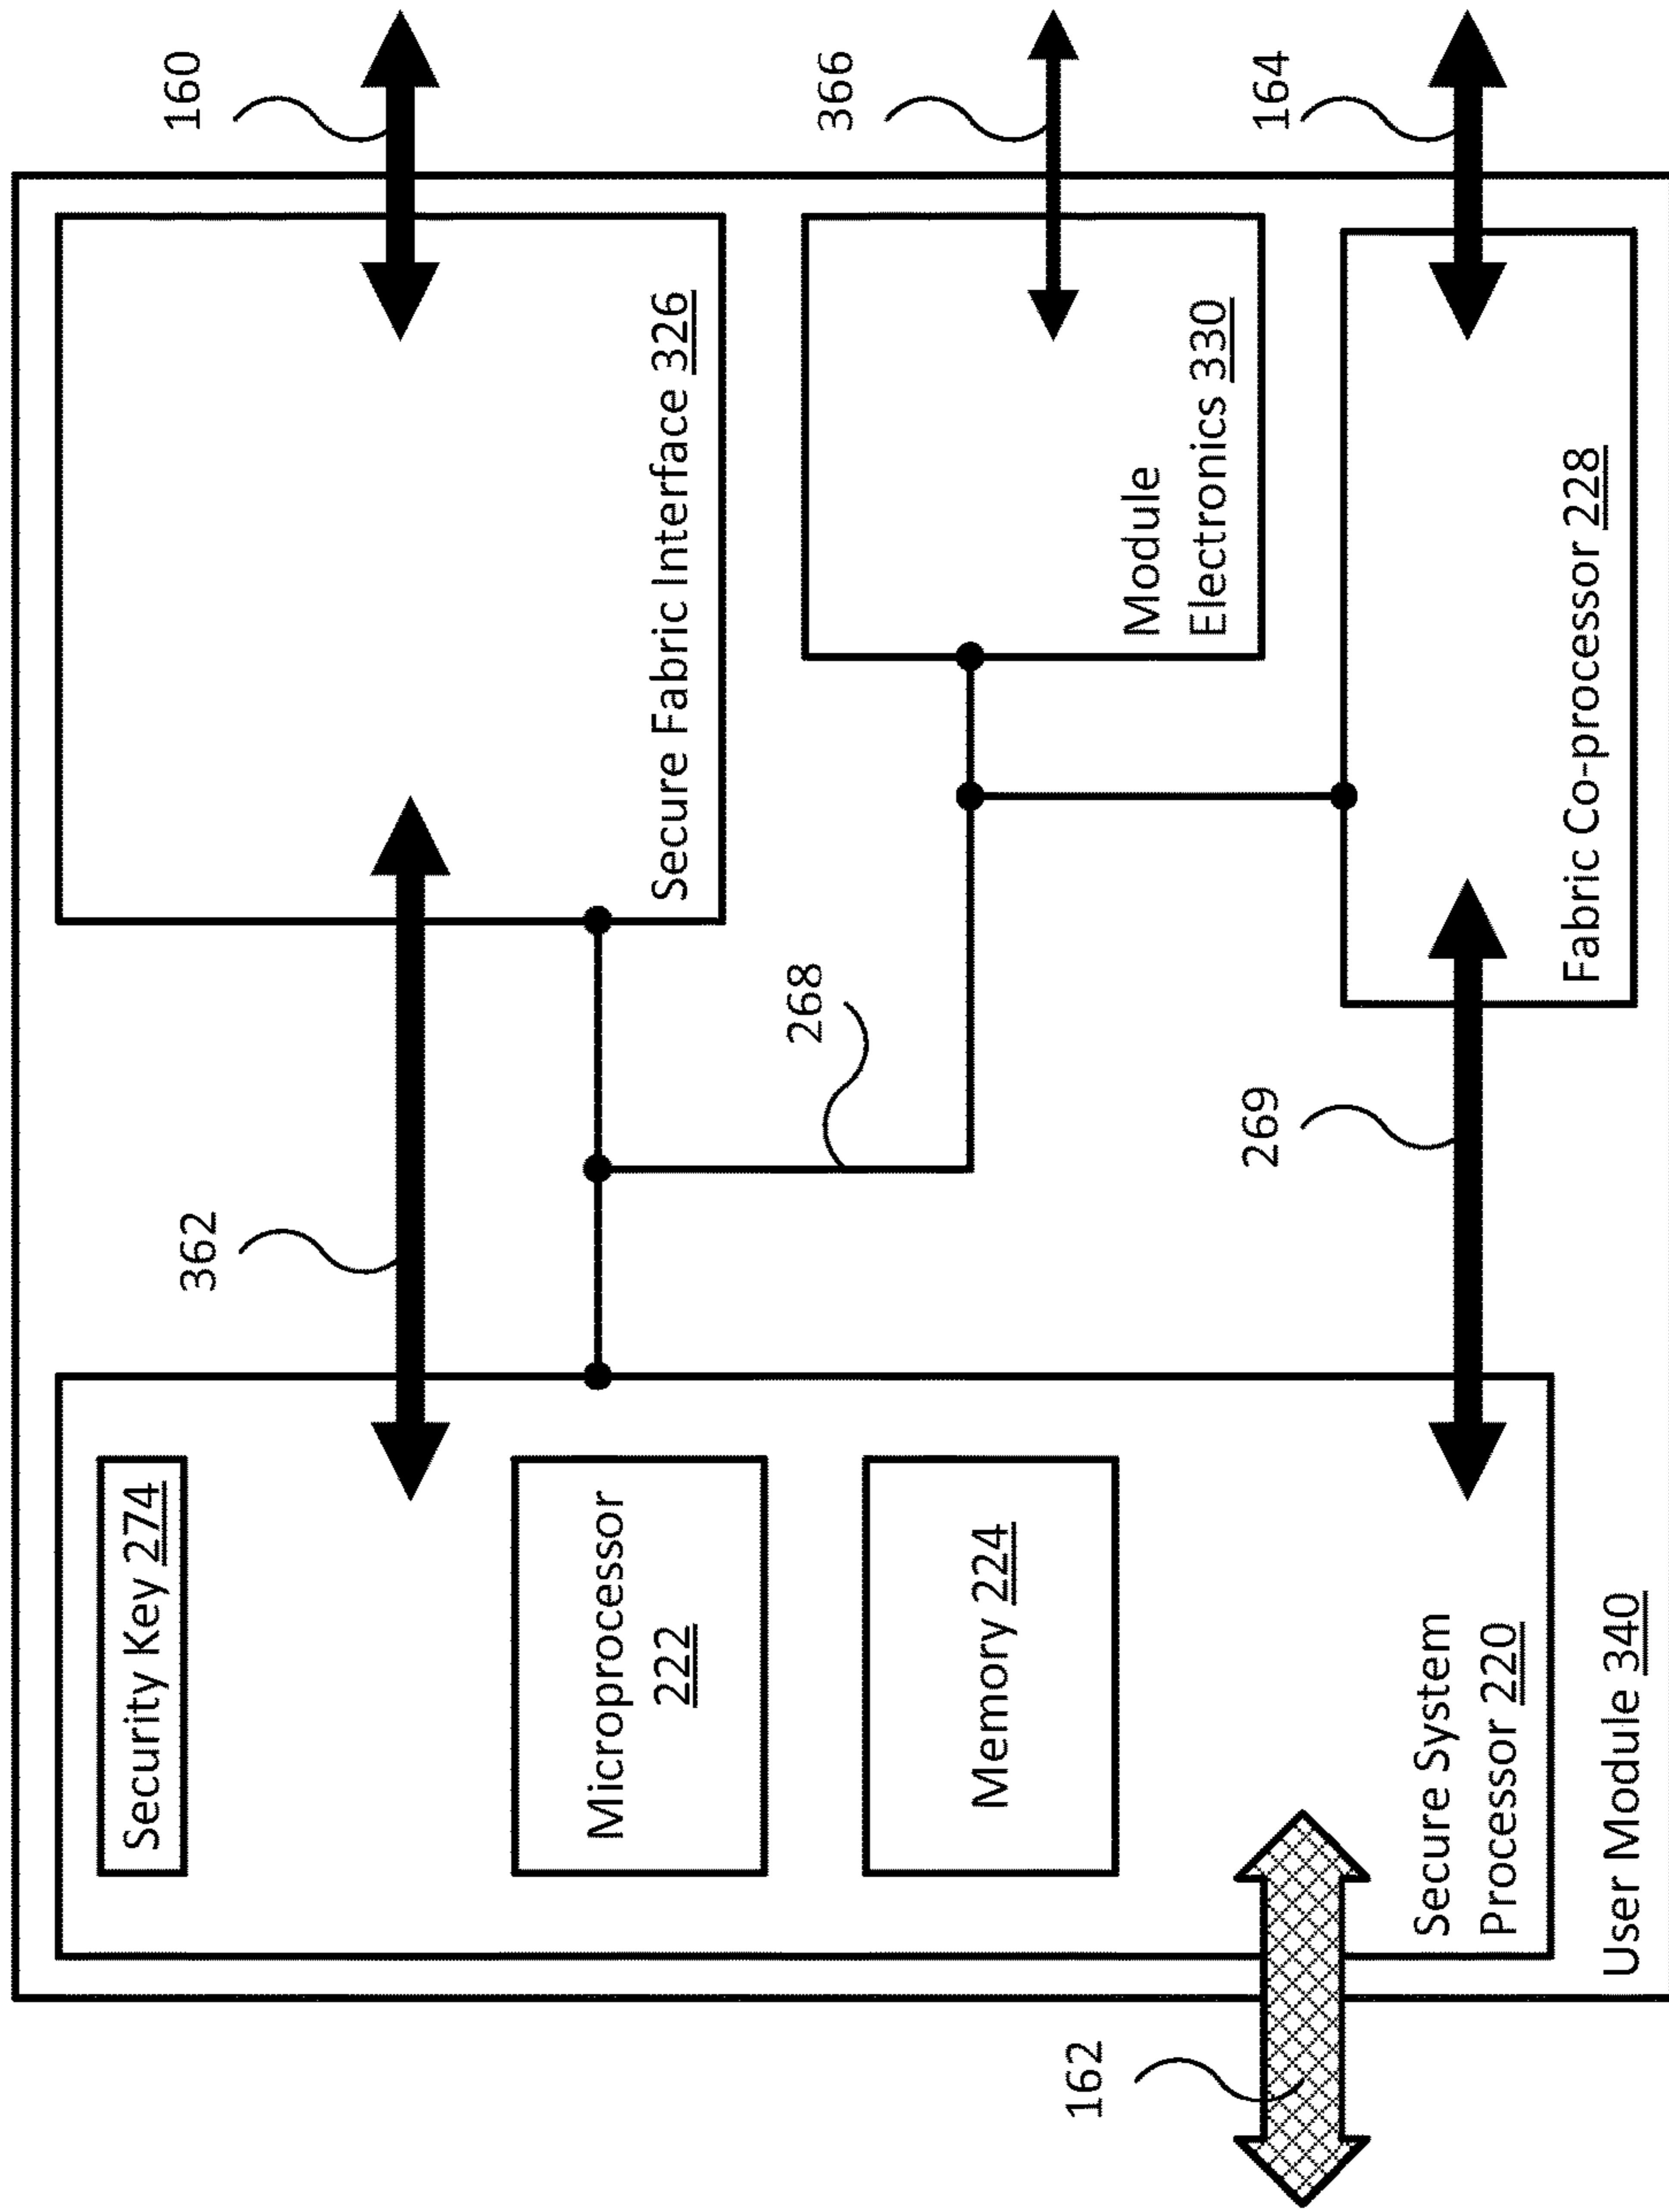 160
366
164
Secure Fabric Interface 326
Module
Electronics 330
Fabric Co-processor 228
362
268
269
Security Key 274
Microprocessor
222
Memory 224
Secure System
Processor 220
User Module 340
162